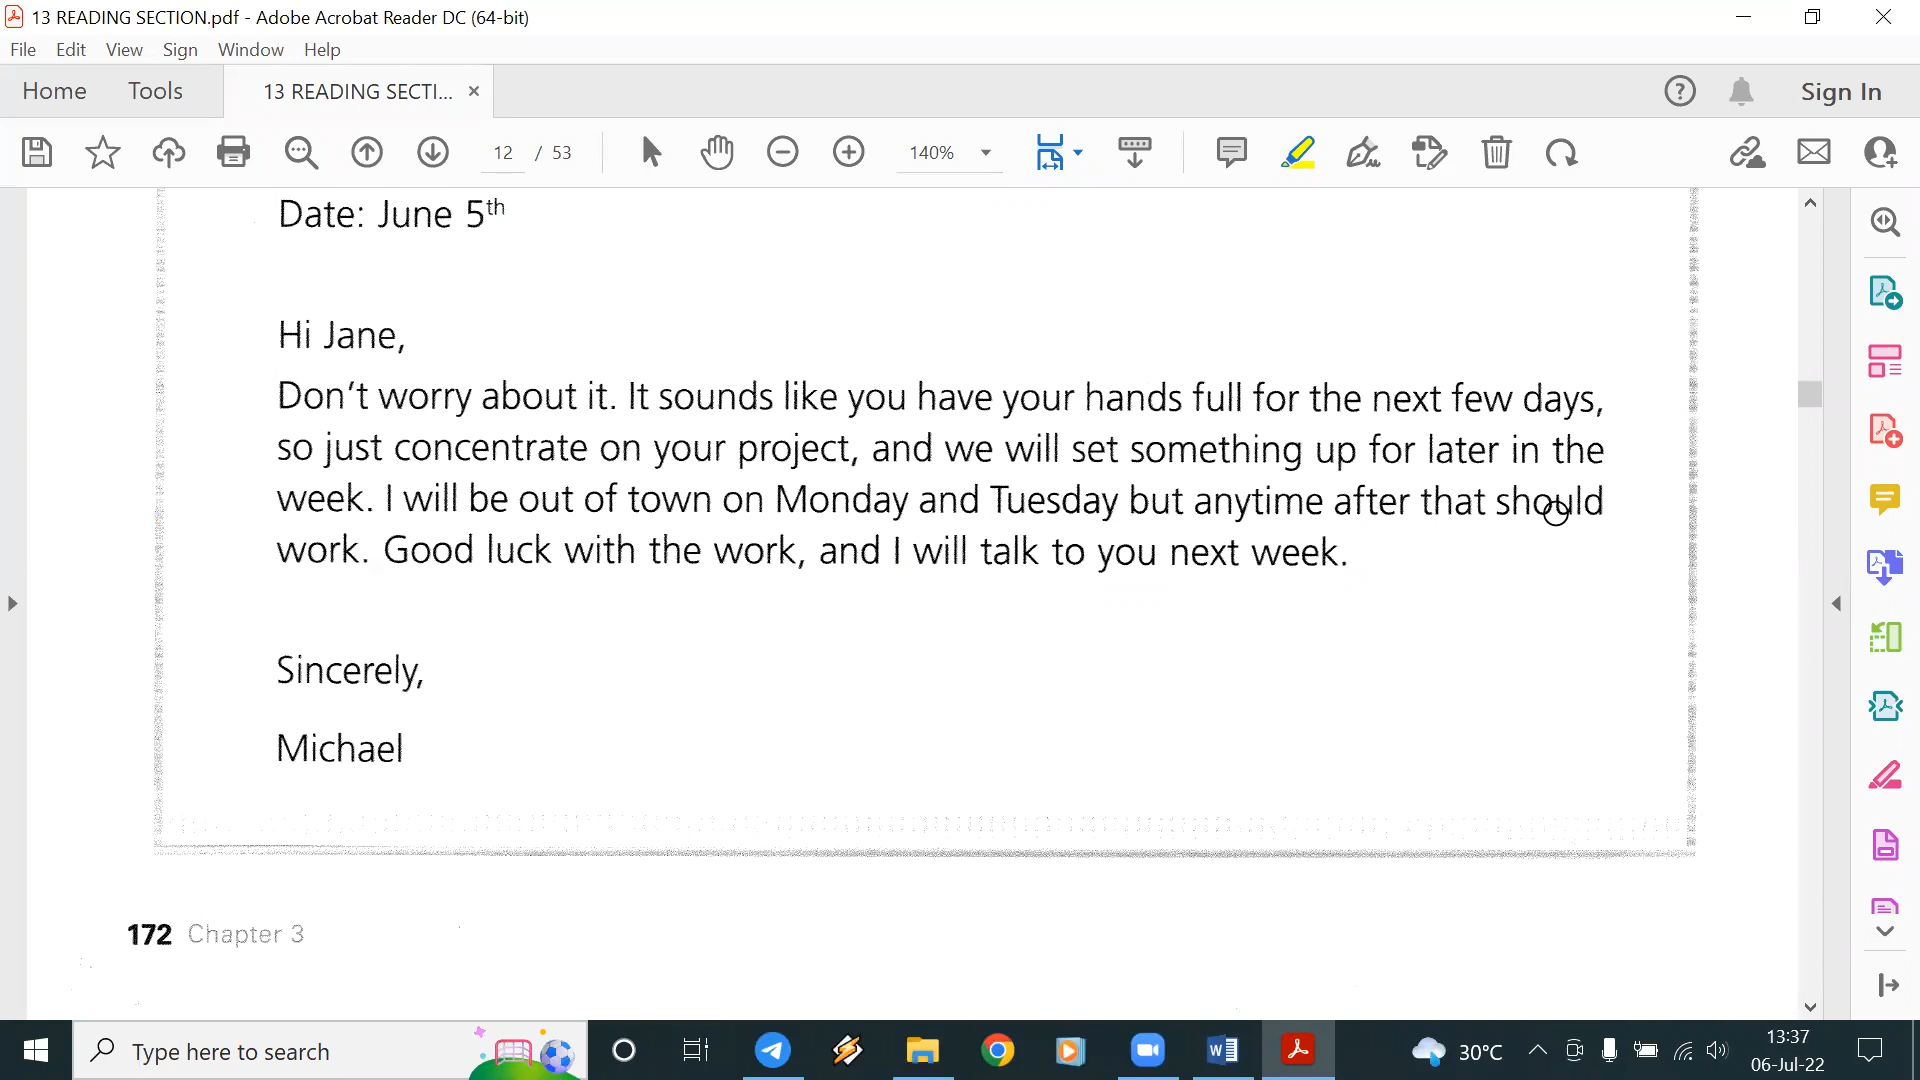 13 READING SECTION.pdf - Adobe Acrobat Reader DC (64-bit)
File Edit View Sign Window Help
Home Tools 13 READING SECTI... × Sign In
12 / 53 140%
Date: June 5th
Hi Jane,
Don't worry about it. It sounds like you have your hands full for the next few days,
so just concentrate on your project, and we will set something up for later in the
week. I will be out of town on Monday and Tuesday but anytime after that should
work. Good luck with the work, and I will talk to you next week.
Sincerely,
Michael
172 Chapter 3
Type here to search
30°C
13:37
06-Jul-22